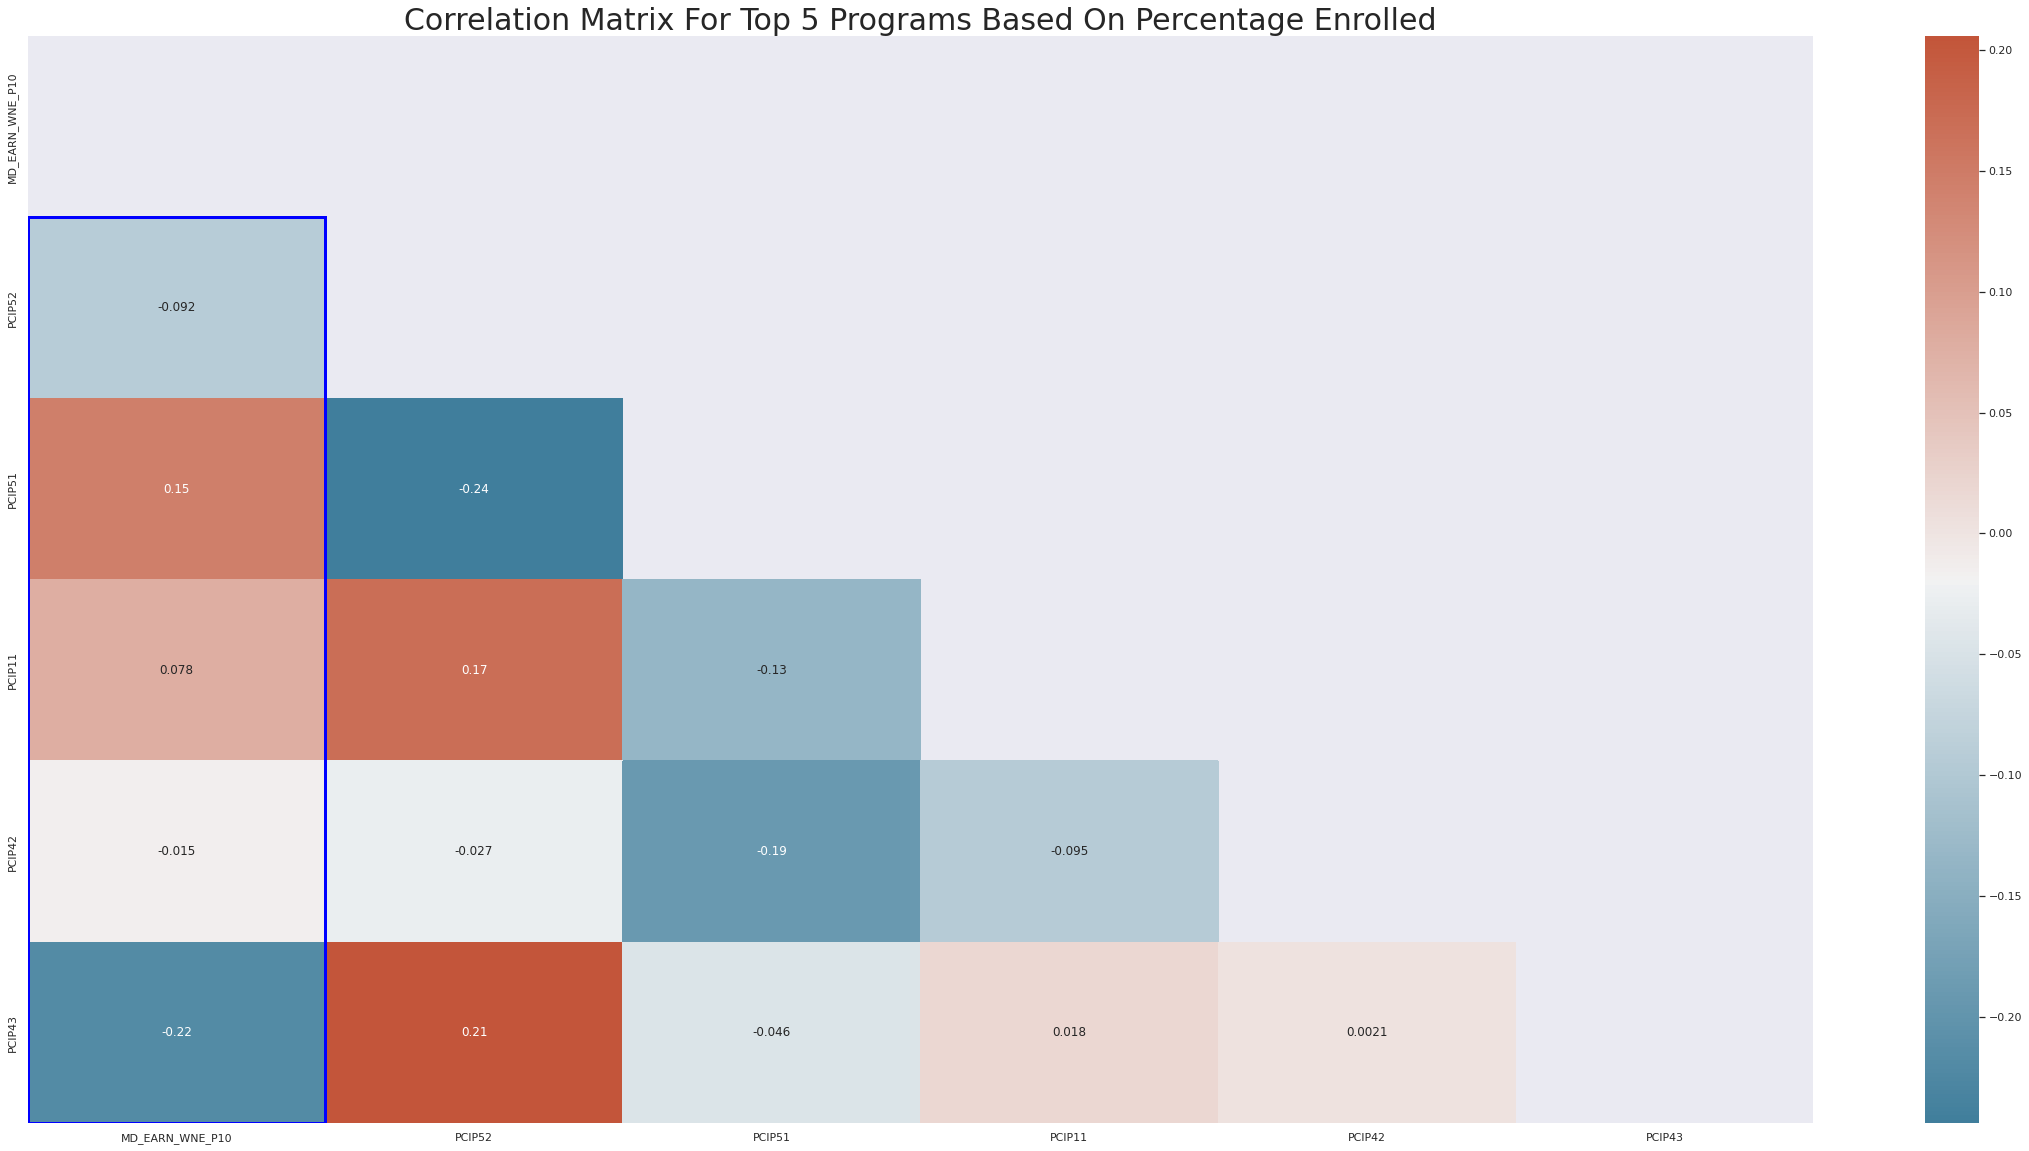 Correlation Matrix For Top 5 Programs Based On Percentage Enrolled
MD_EARN_WNE_P10
PCIP52
-0.092
PCIP51
0.15 -0.24
PCIP11
0.078 0.17 -0.13
PCIP42
-0.015 -0.027 -0.19 -0.095
PCIP43
-0.22 0.21 -0.046 0.018 0.0021
MD_EARN_WNE_P10 PCIP52 PCIP51 PCIP11 PCIP42 PCIP43
0.20
0.15
0.10
0.05
0.00
−0.05
−0.10
−0.15
−0.20